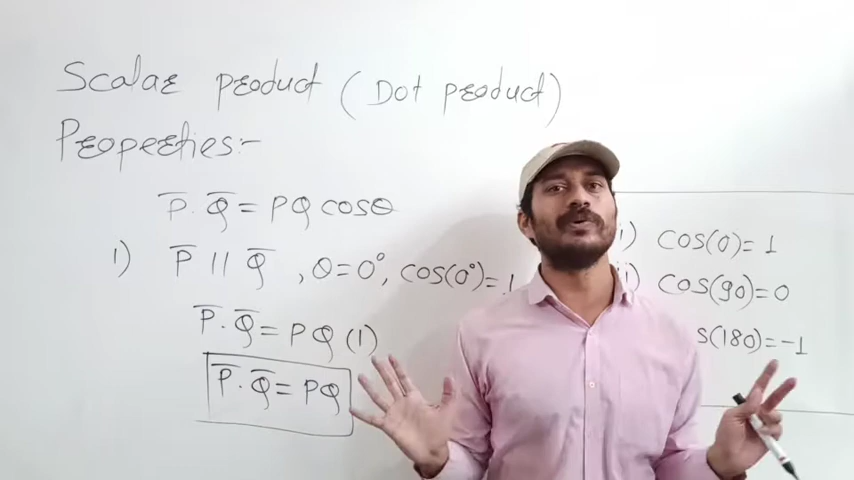 Scalar product (Dot product)
Properties:-
P̅ . Q̅ = PQ cosθ
1) P̅ || Q̅ , θ=0°, cos(0°)=1
P̅ . Q̅ = PQ (1)
P̅ . Q̅ = PQ
i) cos(0)=1
ii) cos(90)=0
s(180)=-1